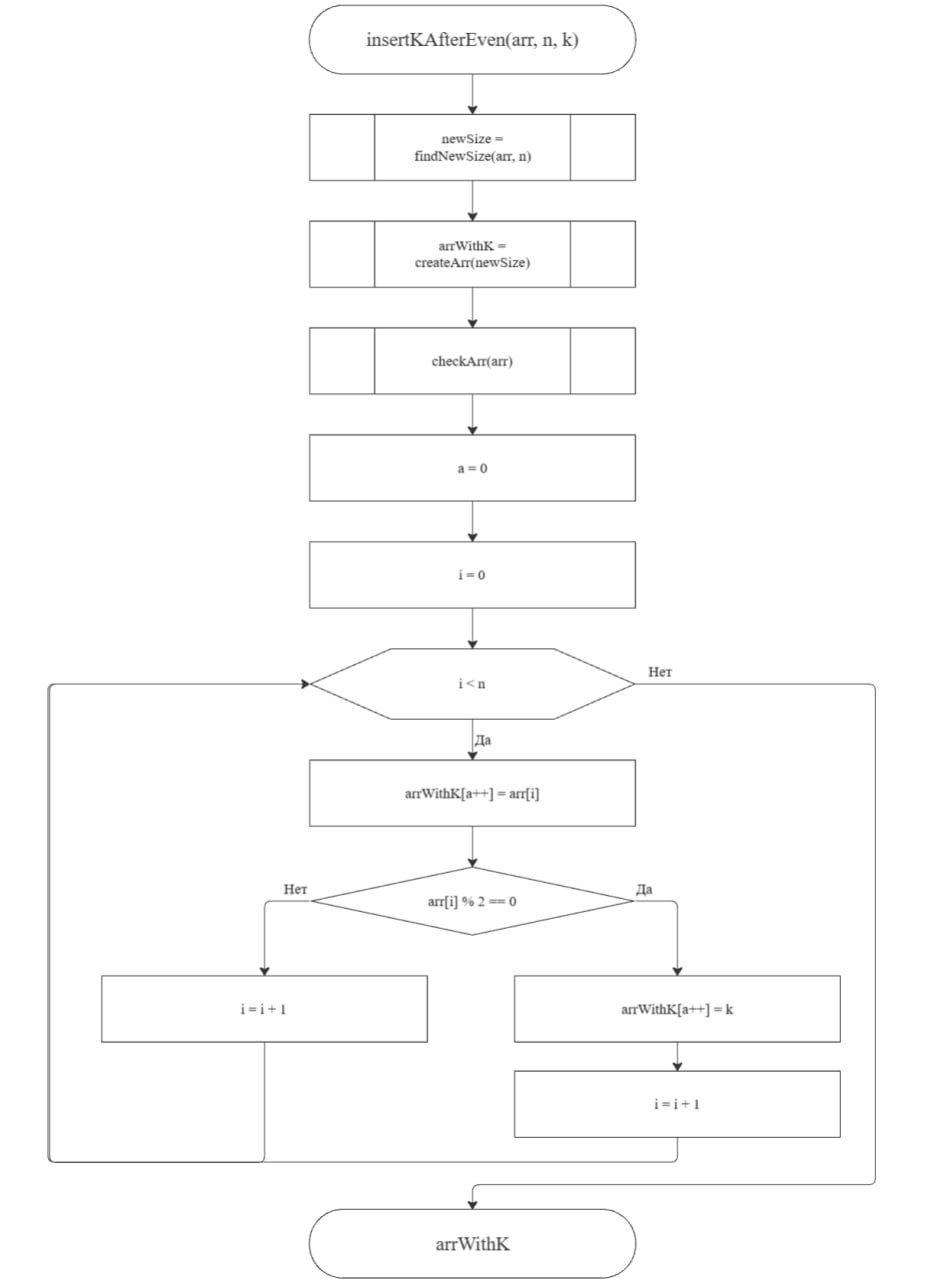 insertKAfterEven(arr, n, k)
newSize =
findNewSize(arr, n)
arrWithK =
createArr(newSize)
checkArr(arr)
a = 0
i = 0
i < n
Нет
Да
arrWithK[a++] = arr[i]
arr[i] % 2 == 0
Нет
Да
i = i + 1
arrWithK[a++] = k
i = i + 1
arrWithK